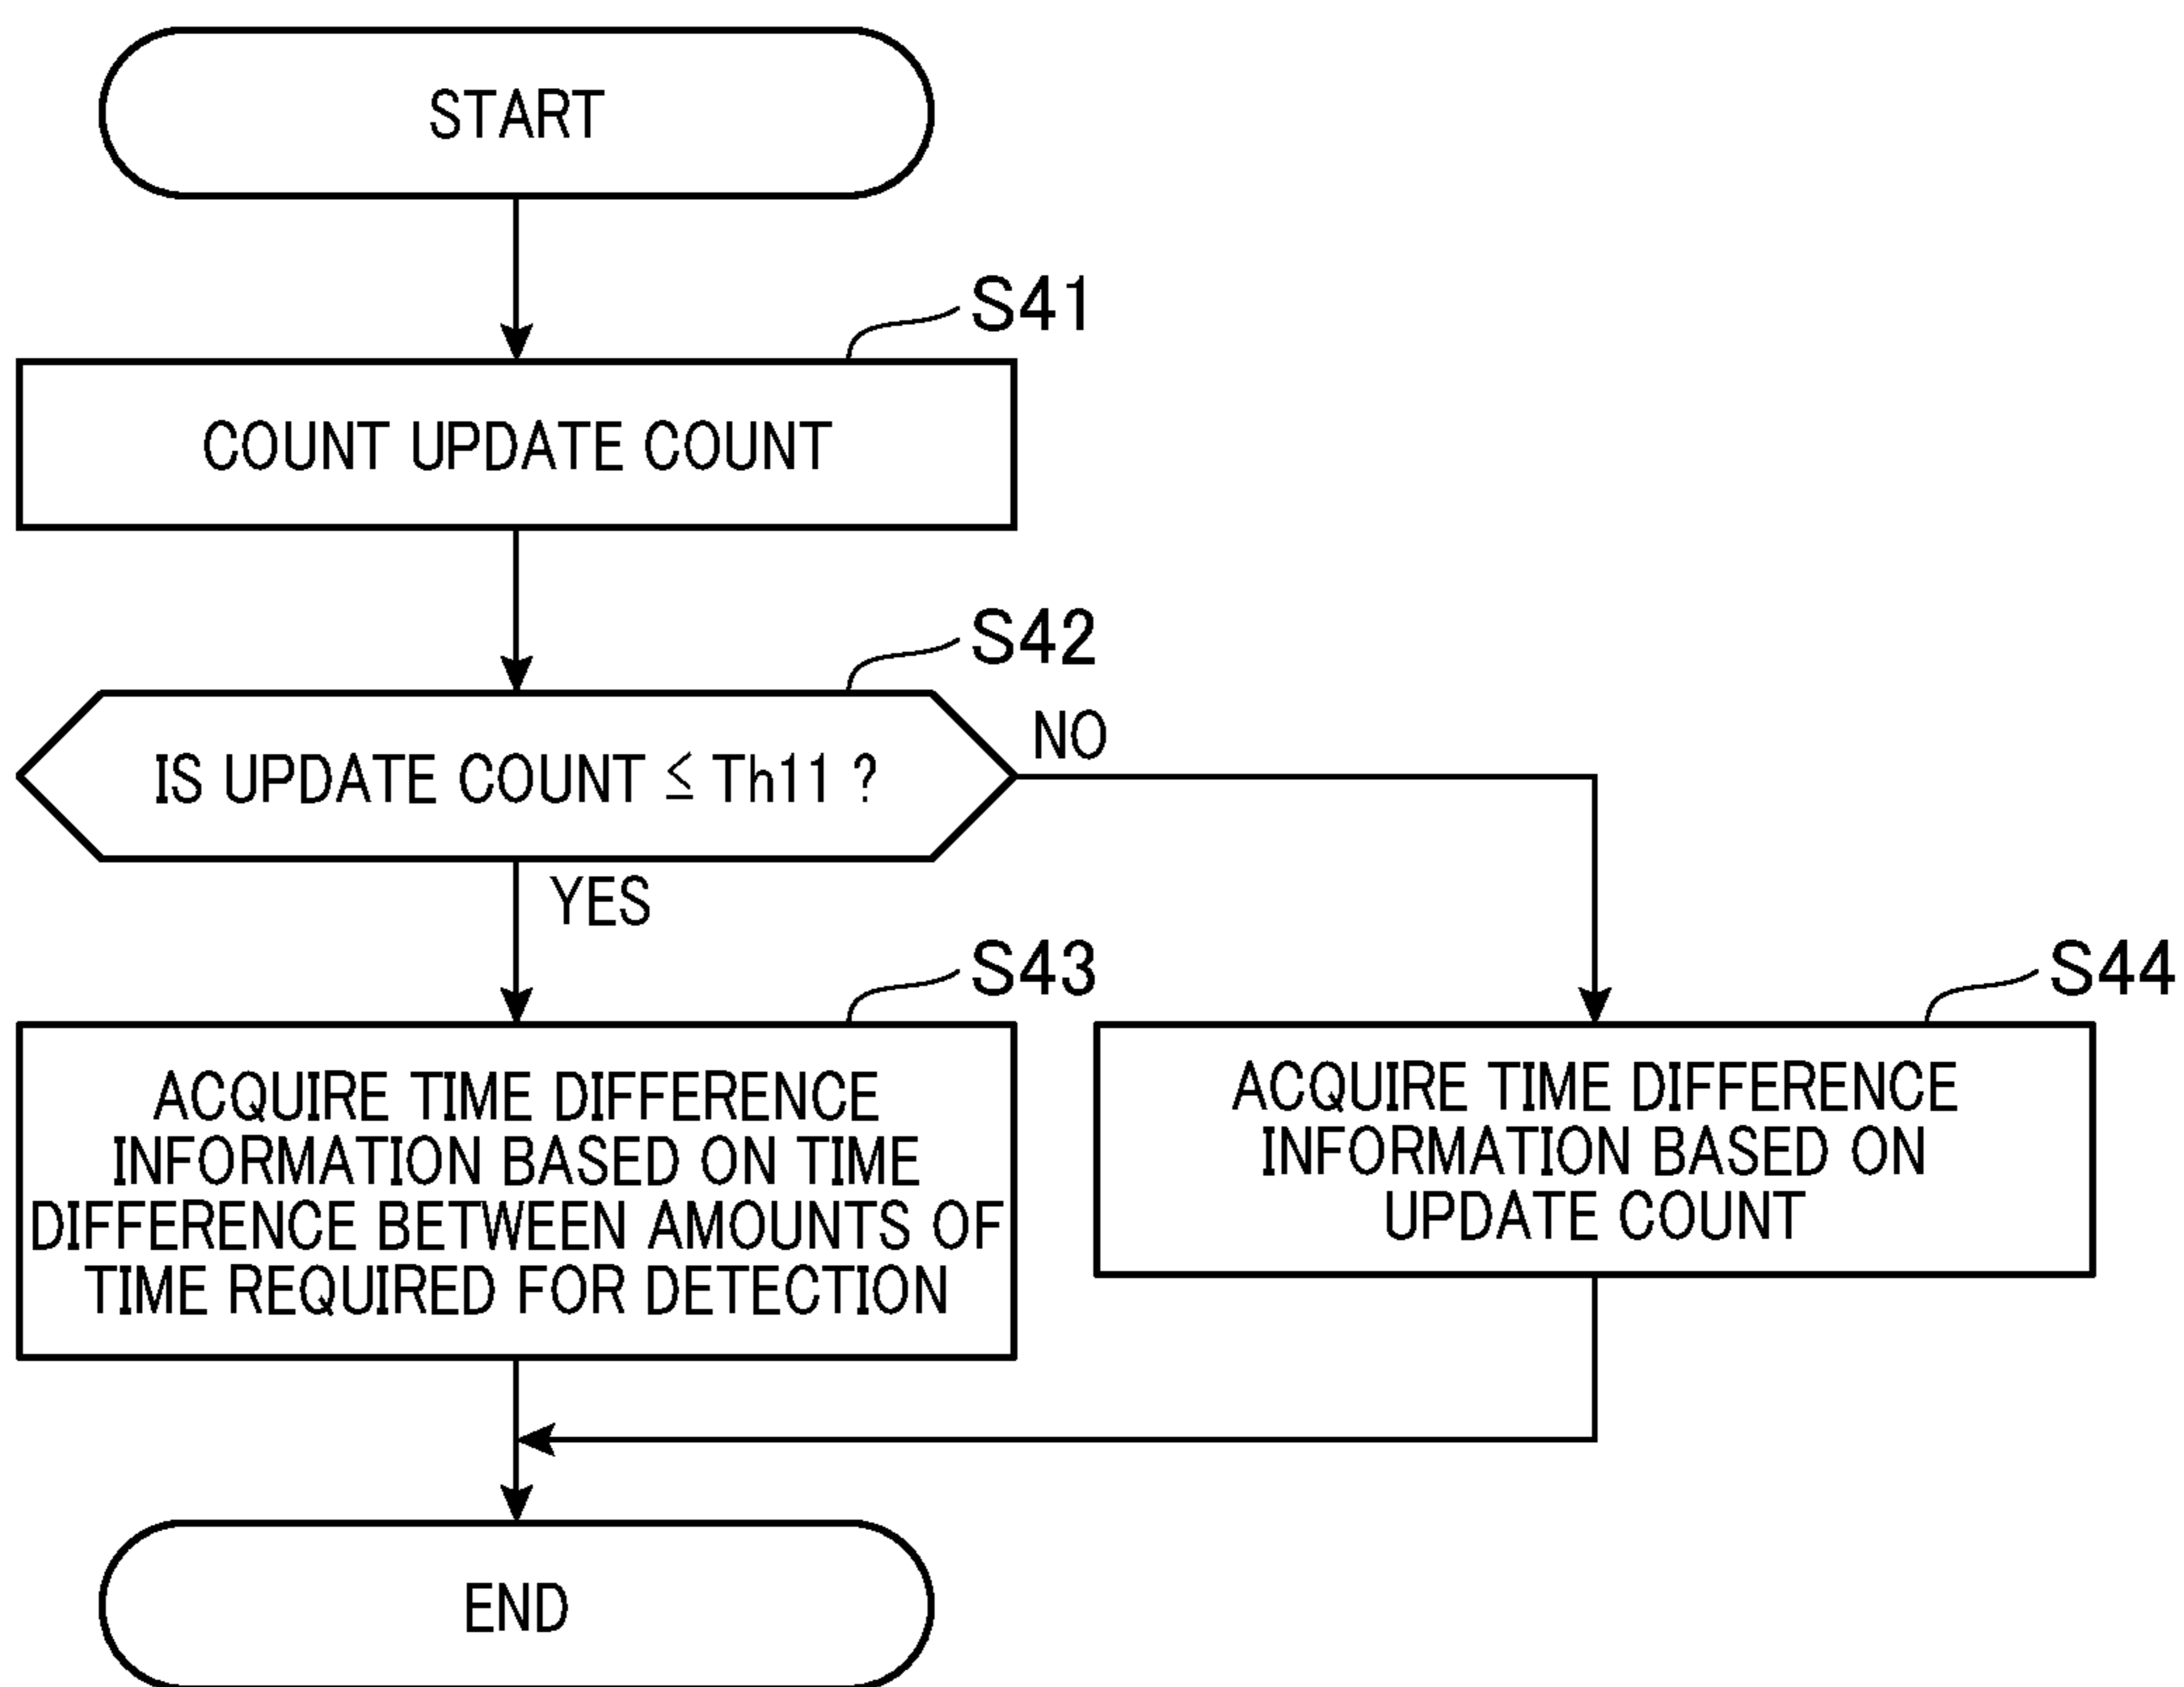 START
S41
COUNT UPDATE COUNT
S42
IS UPDATE COUNT ≤ Th11 ?
NO
YES
S43
ACQUIRE TIME DIFFERENCE
INFORMATION BASED ON TIME
DIFFERENCE BETWEEN AMOUNTS OF
TIME REQUIRED FOR DETECTION
S44
ACQUIRE TIME DIFFERENCE
INFORMATION BASED ON
UPDATE COUNT
END